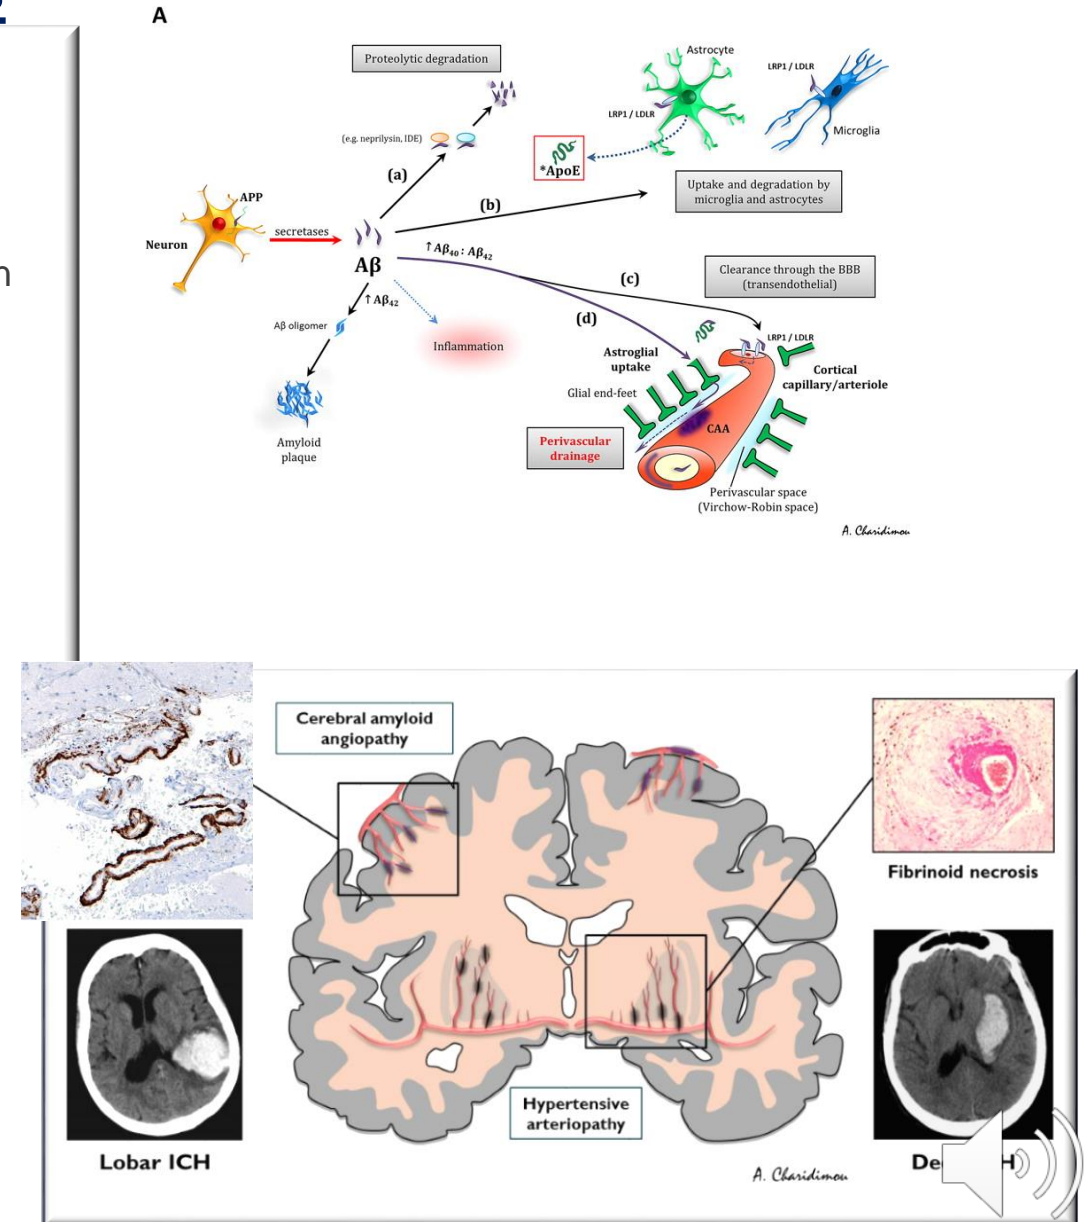 A
Proteolytic degradation
Astrocyte
LRP1 / LDLR
LRP1 / LDLR
Microglia
(e.g. neprilysin, IDE)
*ApoE
(a)
Uptake and degradation by
microglia and astrocytes
(b)
APP
Neuron
secretases
Aβ
↑Aβ40 : Aβ42
(c)
Clearance through the BBB
(transendothelial)
(d)
↑Aβ42
Aβ oligomer
Inflammation
LRP1 / LDLR
Astroglial
uptake
Cortical
capillary/arteriole
Glial end-feet
CAA
Perivascular
drainage
Amyloid
plaque
Perivascular space
(Virchow-Robin space)
A. Charidimou
Cerebral amyloid
angiopathy
Fibrinoid necrosis
Hypertensive
arteriopathy
Lobar ICH
A. Charidimou